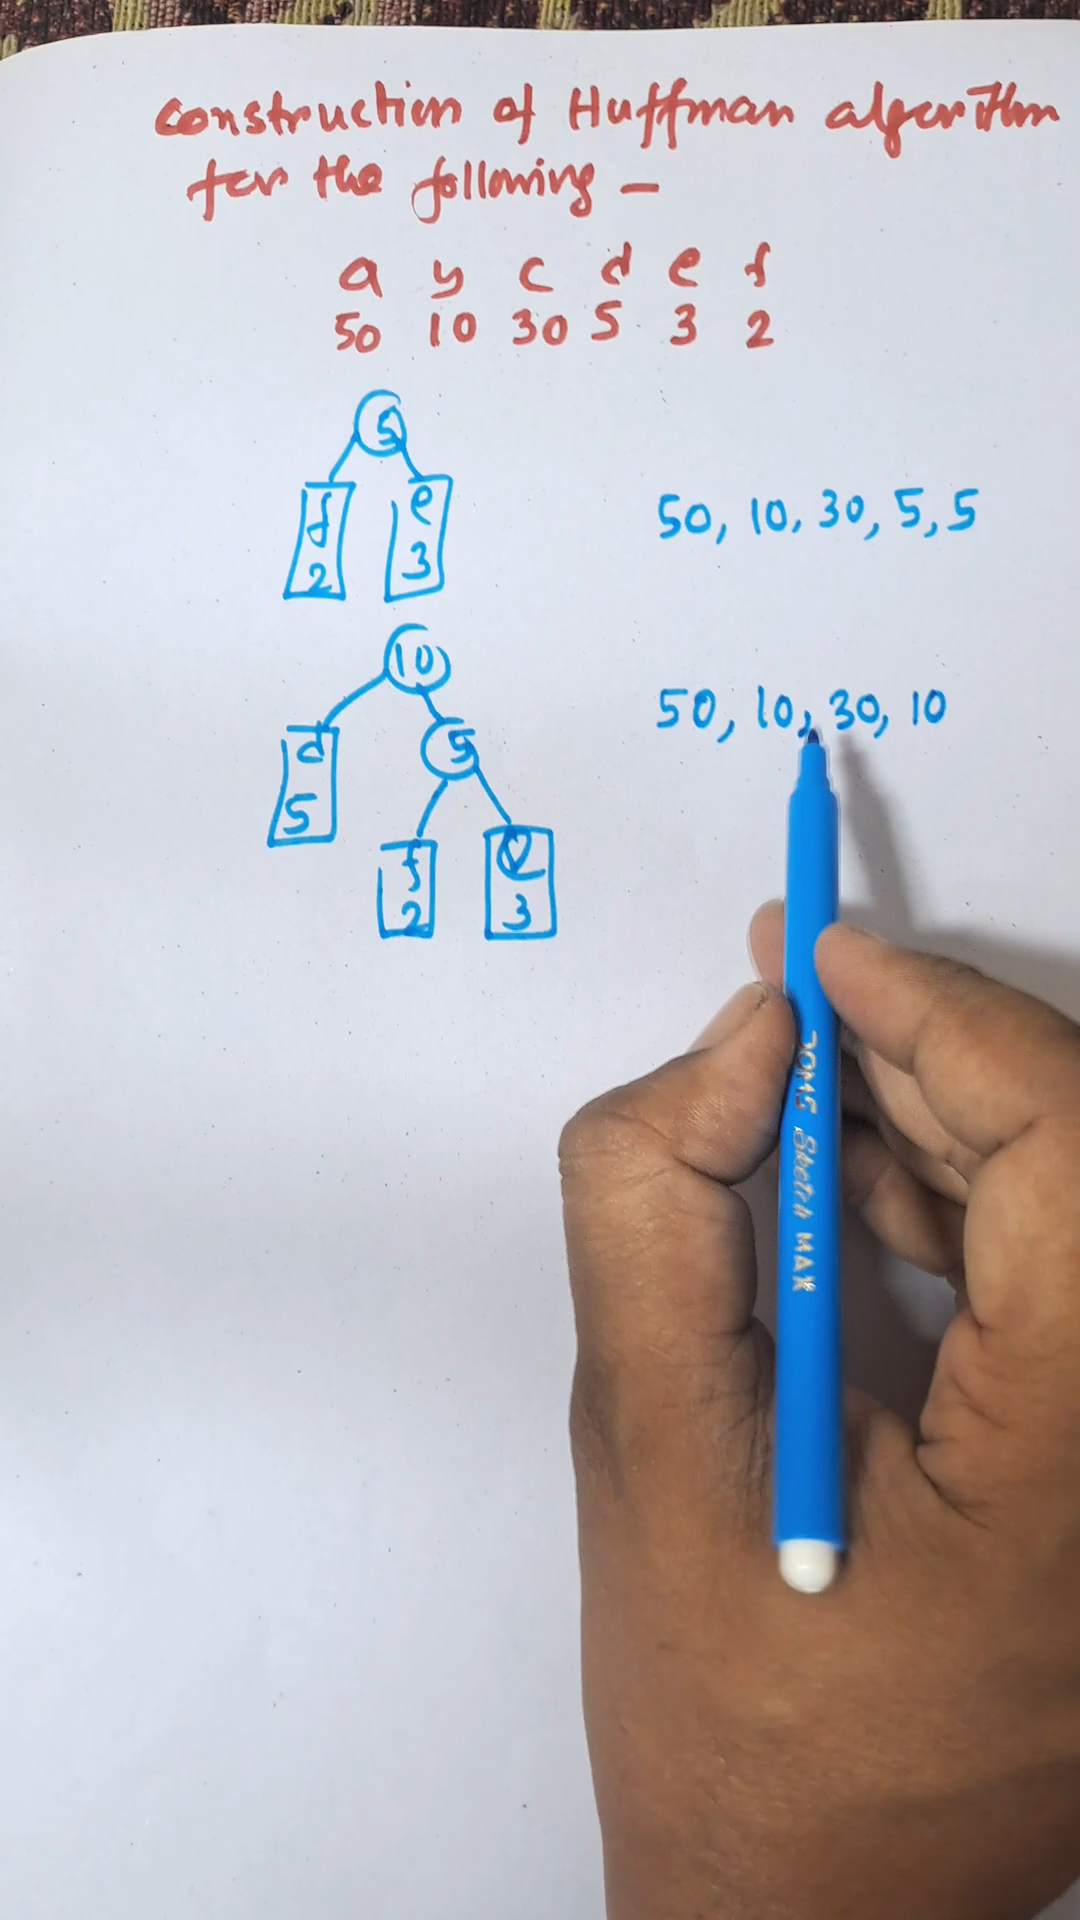 Construction of Huffman algorithm
for the following -
a y c d e f
50 10 30 5 3 2
5
f e
2 3
50, 10, 30, 5, 5
10
50, 10, 30, 10
d 5
5
f e
2 3
DOMS Sketch MAX